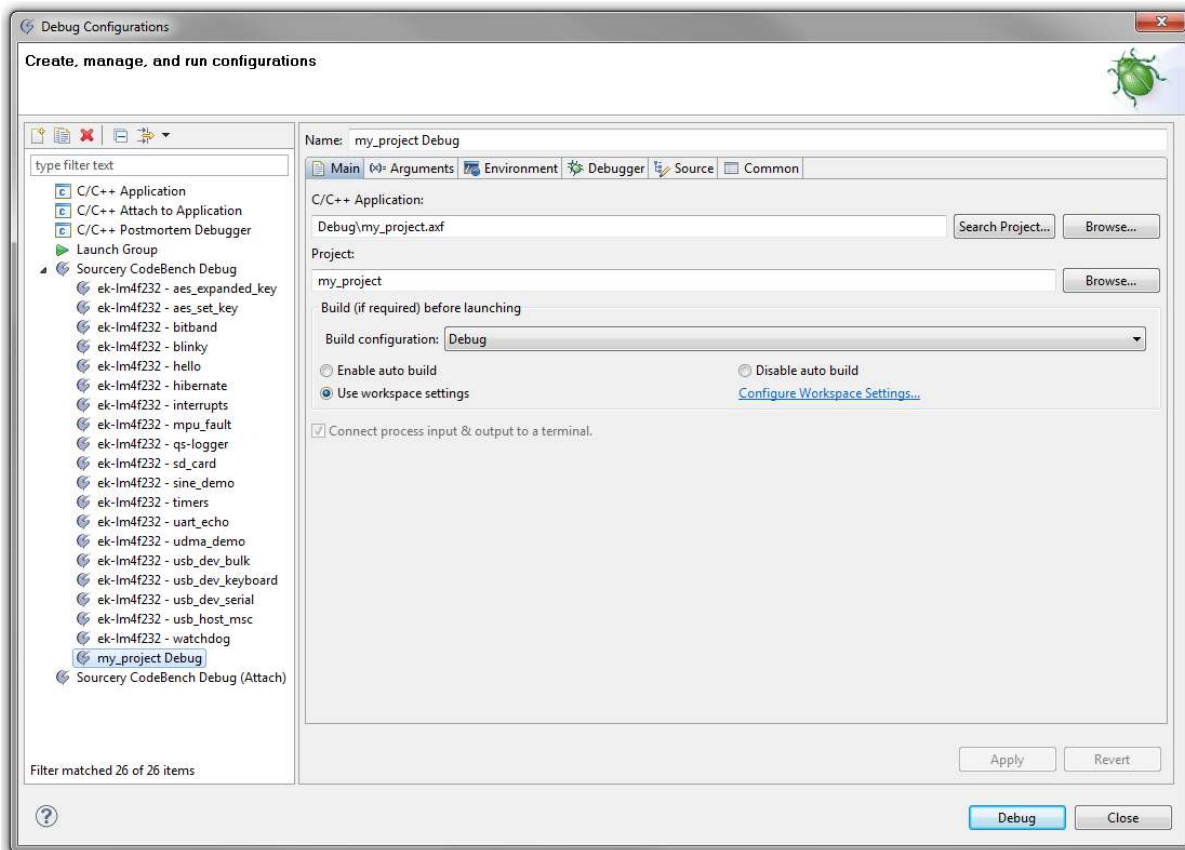 Debug Configurations
Create, manage, and run configurations
type filter text
C/C++ Application
C/C++ Attach to Application
C/C++ Postmortem Debugger
Launch Group
Sourcery CodeBench Debug
ek-lm4f232 - aes_expanded_key
ek-lm4f232 - aes_set_key
ek-lm4f232 - bitband
ek-lm4f232 - blinky
ek-lm4f232 - hello
ek-lm4f232 - hibernate
ek-lm4f232 - interrupts
ek-lm4f232 - mpu_fault
ek-lm4f232 - qs-logger
ek-lm4f232 - sd_card
ek-lm4f232 - sine_demo
ek-lm4f232 - timers
ek-lm4f232 - uart_echo
ek-lm4f232 - udma_demo
ek-lm4f232 - usb_dev_bulk
ek-lm4f232 - usb_dev_keyboard
ek-lm4f232 - usb_dev_serial
ek-lm4f232 - usb_host_msc
ek-lm4f232 - watchdog
my_project Debug
Sourcery CodeBench Debug (Attach)
Filter matched 26 of 26 items
Name: my_project Debug
Main (x)= Arguments Environment Debugger Source Common
C/C++ Application:
Debug\my_project.axf Search Project... Browse...
Project:
my_project Browse...
Build (if required) before launching
Build configuration: Debug
Enable auto build Disable auto build
Use workspace settings Configure Workspace Settings...
Connect process input & output to a terminal.
Apply Revert
? Debug Close